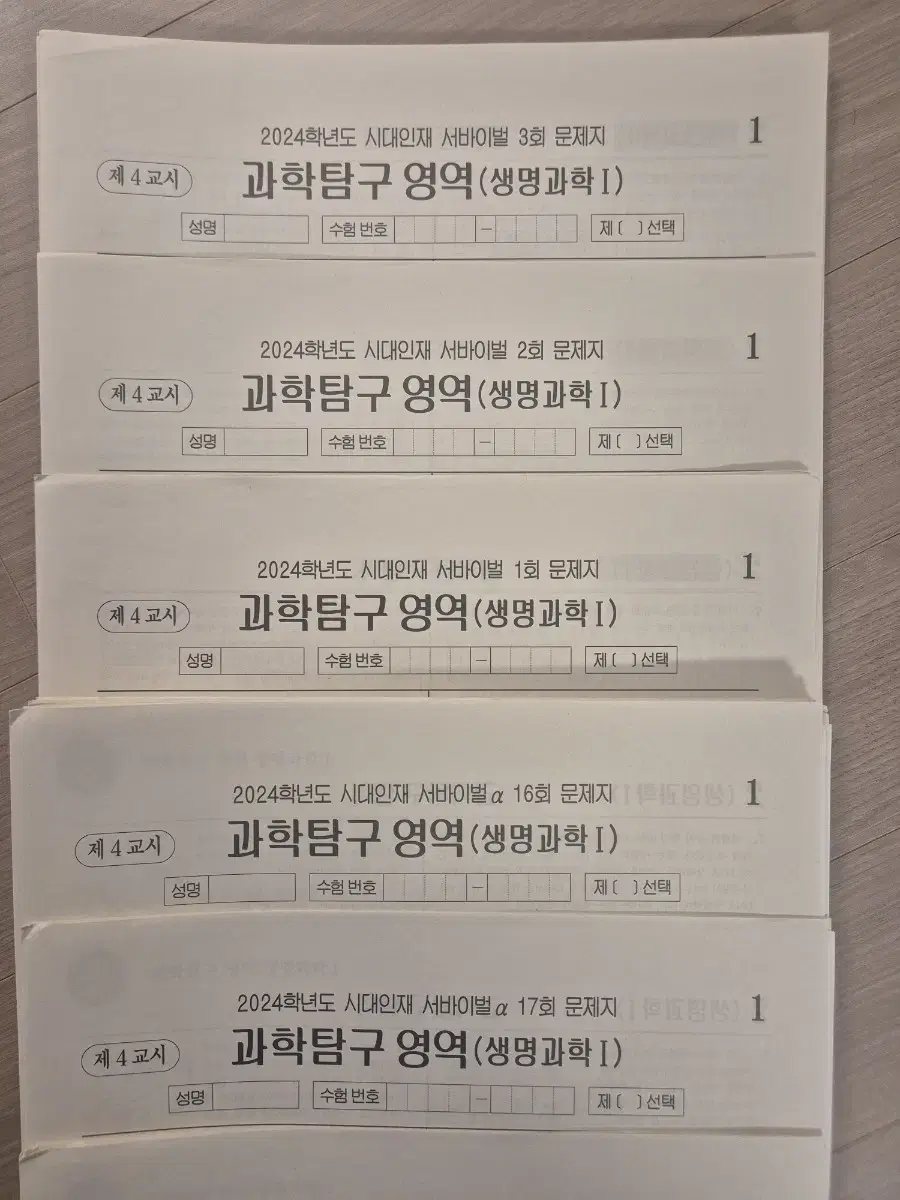 2024학년도 시대인재 서바이벌 3회 문제지
1
제 4 교시
과학탐구 영역(생명과학Ⅰ)
성명
수험 번호
–
제 ( ) 선택
2024학년도 시대인재 서바이벌 2회 문제지
1
제 4 교시
과학탐구 영역(생명과학Ⅰ)
성명
수험 번호
–
제 ( ) 선택
2024학년도 시대인재 서바이벌 1회 문제지
1
제 4 교시
과학탐구 영역(생명과학Ⅰ)
성명
수험 번호
–
제 ( ) 선택
2024학년도 시대인재 서바이벌α 16회 문제지
1
제 4 교시
과학탐구 영역(생명과학Ⅰ)
성명
수험 번호
–
제 ( ) 선택
2024학년도 시대인재 서바이벌α 17회 문제지
1
제 4 교시
과학탐구 영역(생명과학Ⅰ)
성명
수험 번호
–
제 ( ) 선택